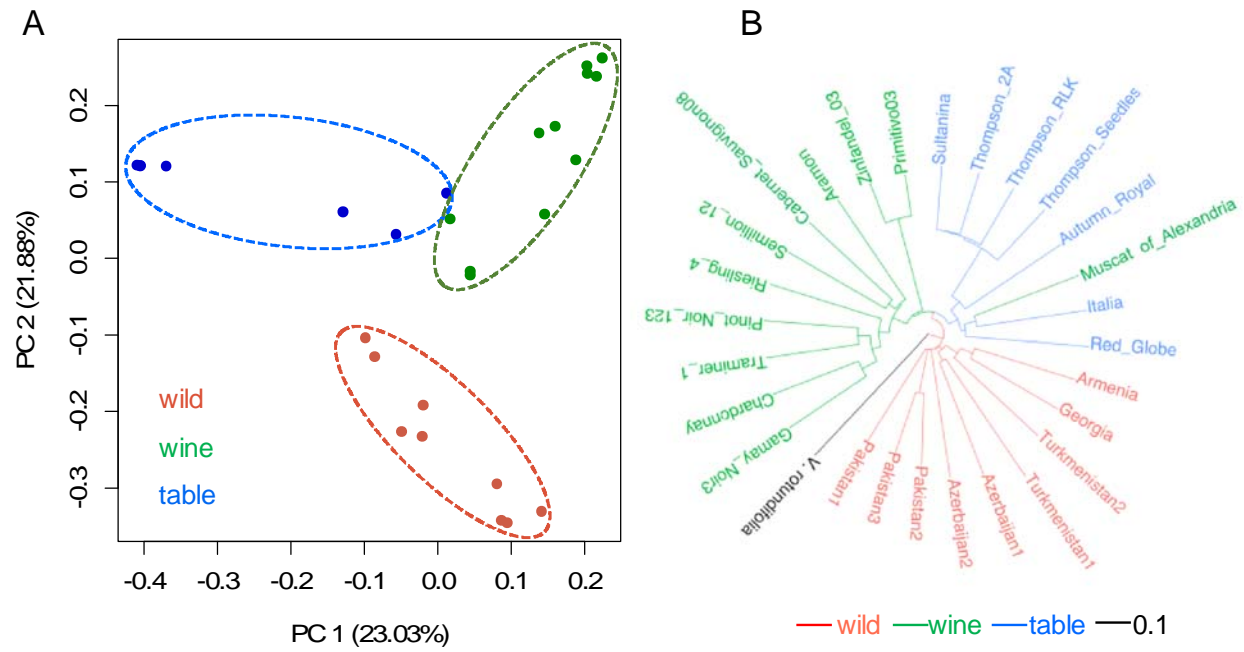 A
B
0.2
0.1
0.0
-0.1
-0.2
-0.3
PC 2 (21.88%)
wild
wine
table
-0.4
-0.3
-0.2
-0.1
0.0
0.1
0.2
PC 1 (23.03%)
Sultanina
Thompson_2A
Thompson_RLK
Thompson_Seedles
Autumn_Royal
Muscat of_Alexandria
Italia
Red_Globe
Armenia
Georgia
Turkmenistan2
Turkmenistan1
Azerbaijan1
Azerbaijan2
Pakistan2
Pakistan3
Pakistan1
V. rotundifolia
Gamay_Noir3
Chardonnay
Traminer_1
Pinot_Noir_123
Riesling_4
Semillion_12
Cabernet_Sauvignon08
Aramon
Zinfandel_03
Primitivo03
wild
wine
table
0.1